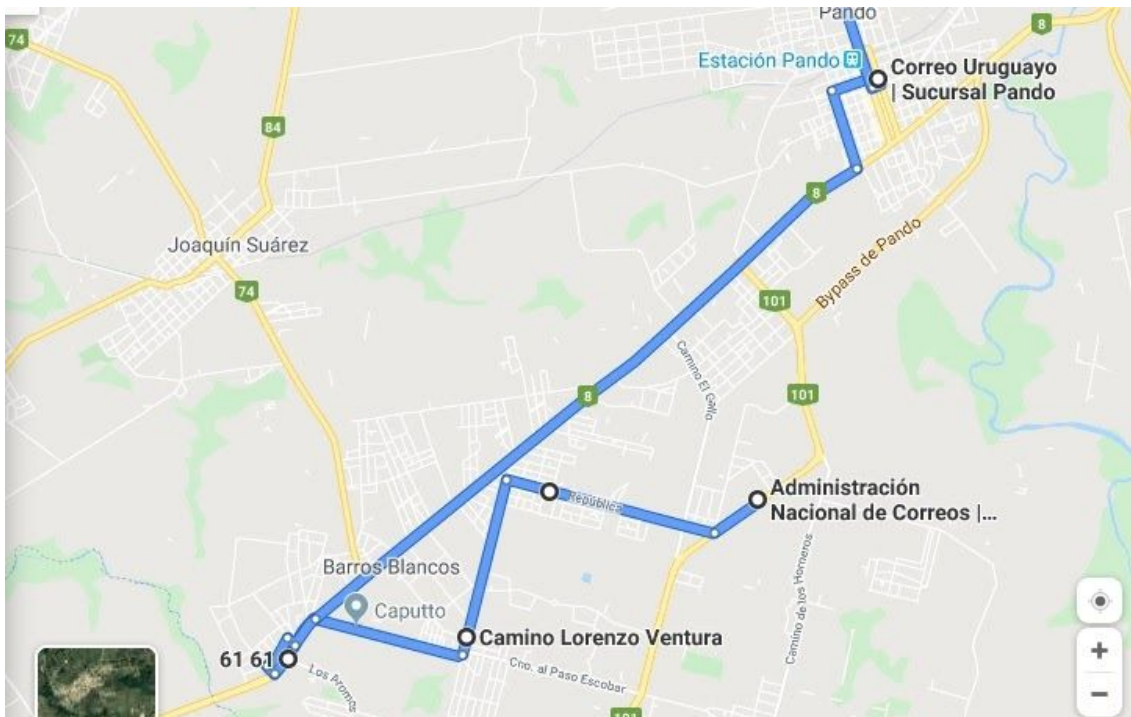 Pando
8
74
Estación Pando
Correo Uruguayo
| Sucursal Pando
84
8
Joaquín Suárez
74
101
Bypass de Pando
Camino El Gallo
8
101
Administración
Nacional de Correos |...
República
Barros Blancos
Caputto
Camino Lorenzo Ventura
61 61
Los Aromos
Cno. al Paso Escobar
Camino de los Horneros
101
+
−